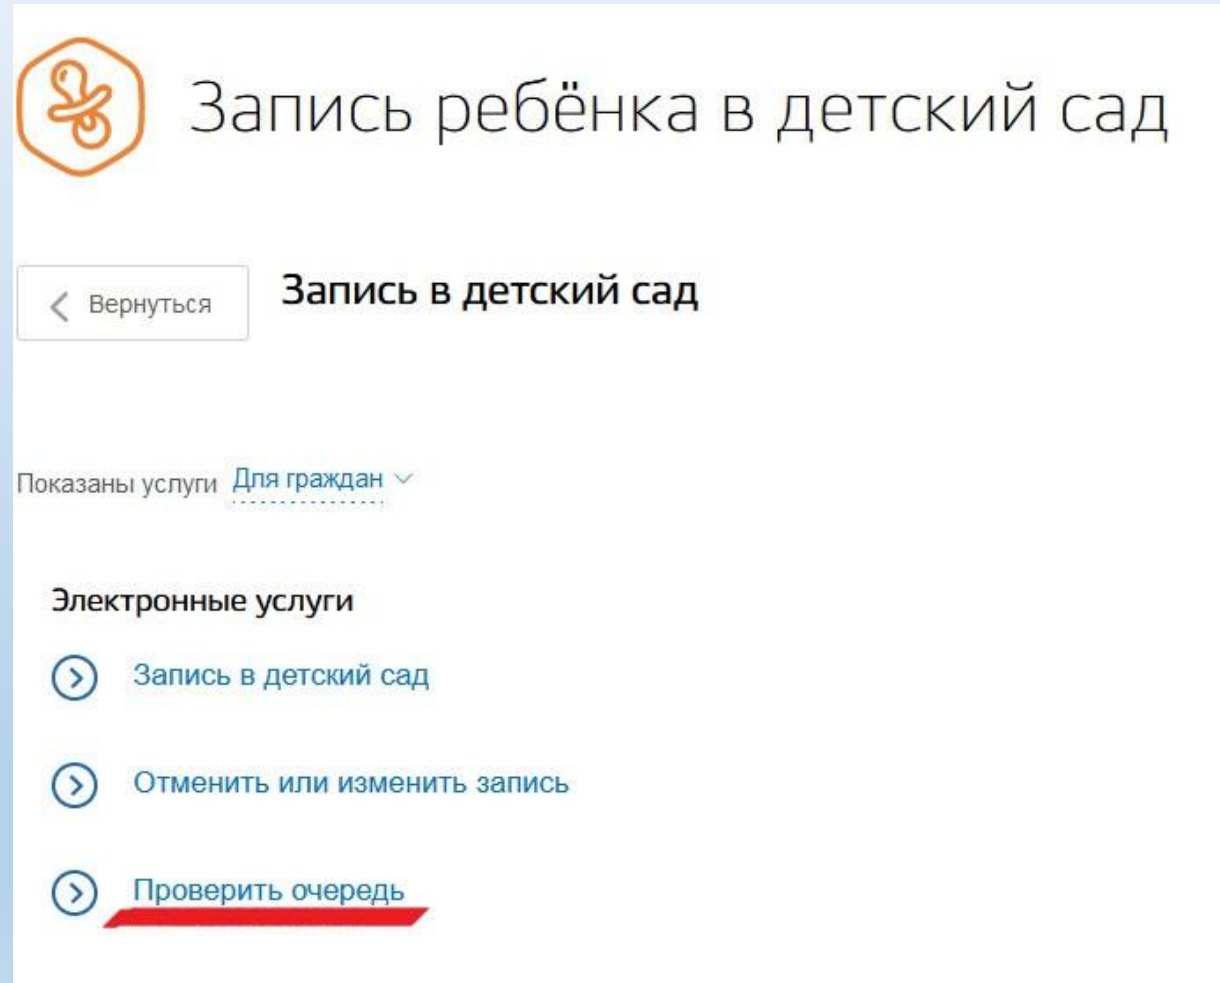 Запись ребёнка в детский сад
Вернуться
Запись в детский сад
Показаны услуги Для граждан
Электронные услуги
Запись в детский сад
Отменить или изменить запись
Проверить очередь